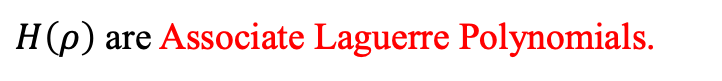 H(ρ) are Associate Laguerre Polynomials.